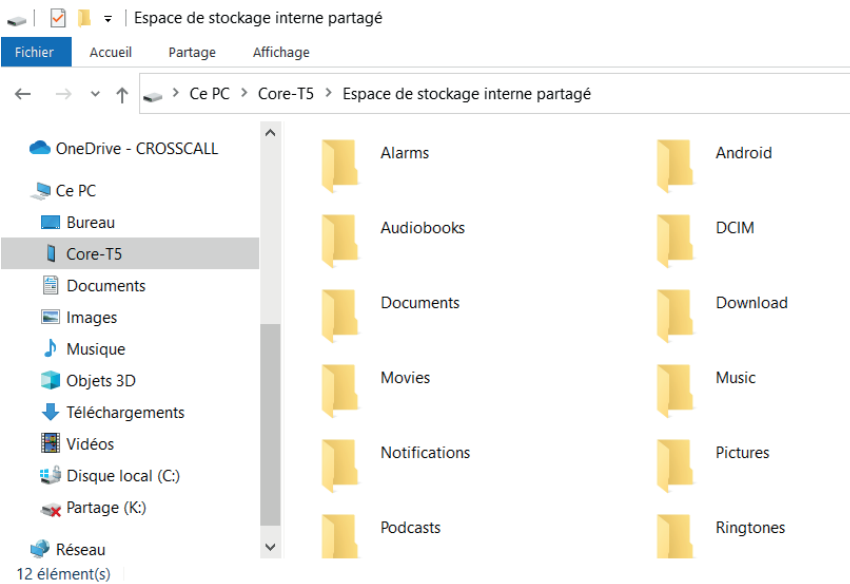 Espace de stockage interne partagé
Fichier Accueil Partage Affichage
Ce PC > Core-T5 > Espace de stockage interne partagé
OneDrive - CROSSCALL
Ce PC
Bureau
Core-T5
Documents
Images
Musique
Objets 3D
Téléchargements
Vidéos
Disque local (C:)
Partage (K:)
Réseau
Alarms Android
Audiobooks DCIM
Documents Download
Movies Music
Notifications Pictures
Podcasts Ringtones
12 élément(s)